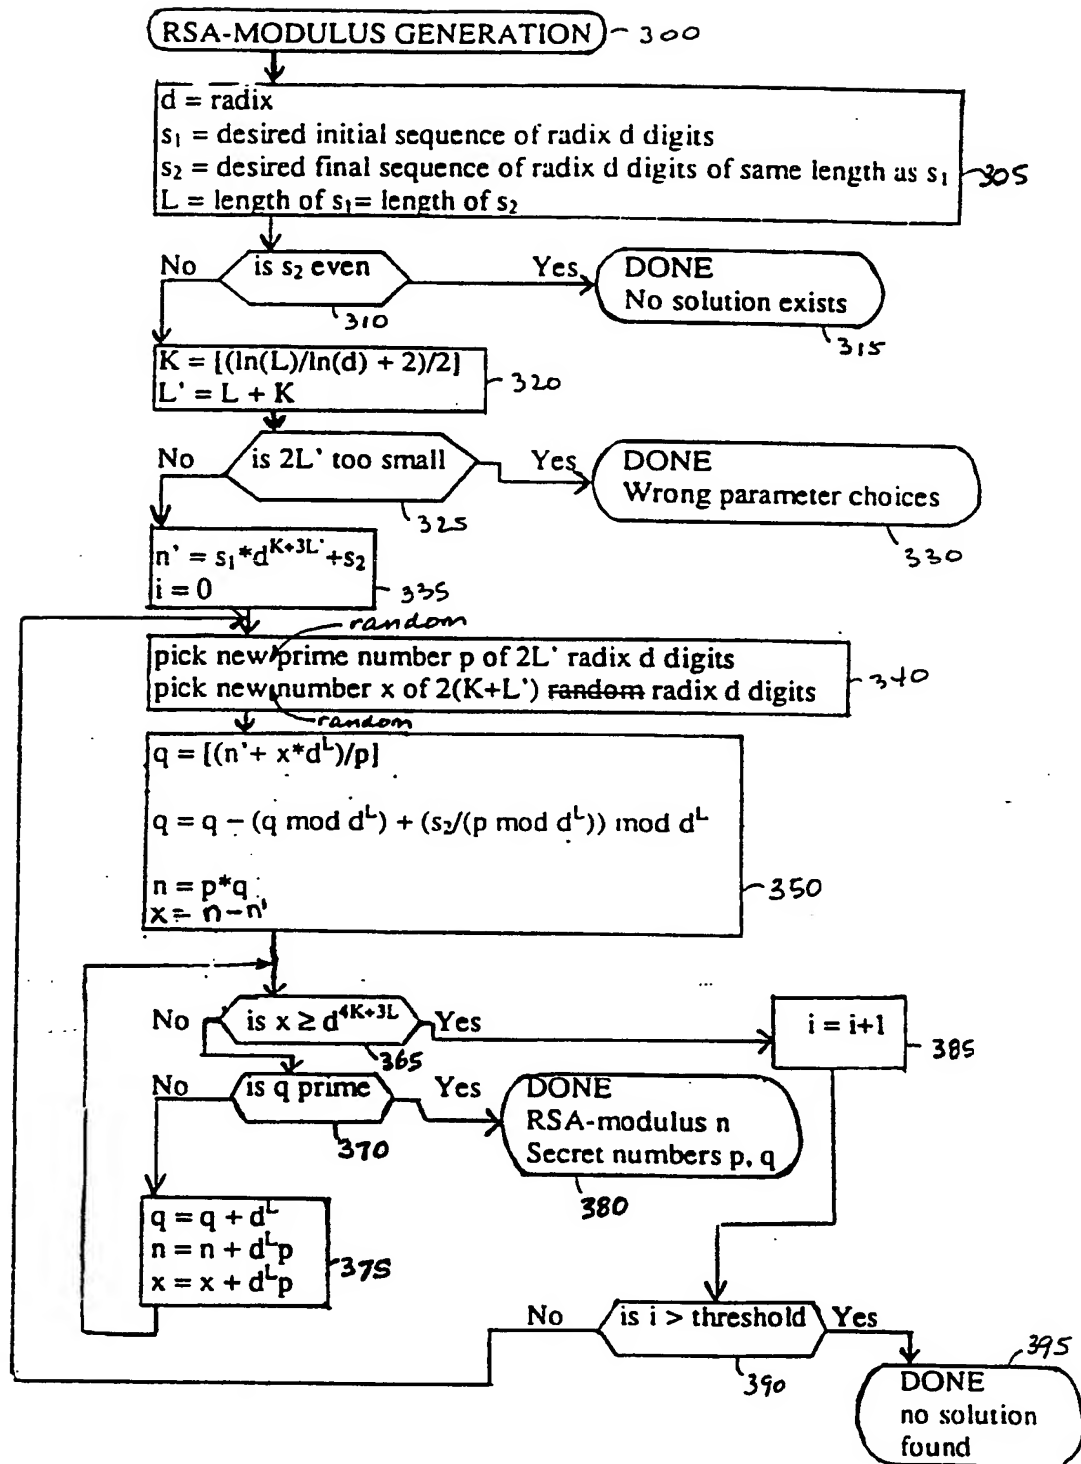 RSA-MODULUS GENERATION
300
d = radix
s₁ = desired initial sequence of radix d digits
s₂ = desired final sequence of radix d digits of same length as s₁
L = length of s₁= length of s₂
305
No
is s₂ even
Yes
310
DONE
No solution exists
315
K = [(ln(L)/ln(d) + 2)/2]
L' = L + K
320
No
is 2L' too small
Yes
325
DONE
Wrong parameter choices
330
n' = s₁*d^{K+3L'}+s₂
i = 0
335
random
pick new prime number p of 2L' radix d digits
pick new number x of 2(K+L') random radix d digits
340
random
q = [(n'+ x*d^L)/p]
q = q – (q mod d^L) + (s₂/(p mod d^L)) mod d^L
n = p*q
x = n-n'
350
No
is x ≥ d^{4K+3L}
Yes
365
i = i+1
385
No
is q prime
Yes
370
DONE
RSA-modulus n
Secret numbers p, q
380
q = q + d^L
n = n + d^Lp
x = x + d^Lp
375
No
is i > threshold
Yes
390
395
DONE
no solution
found